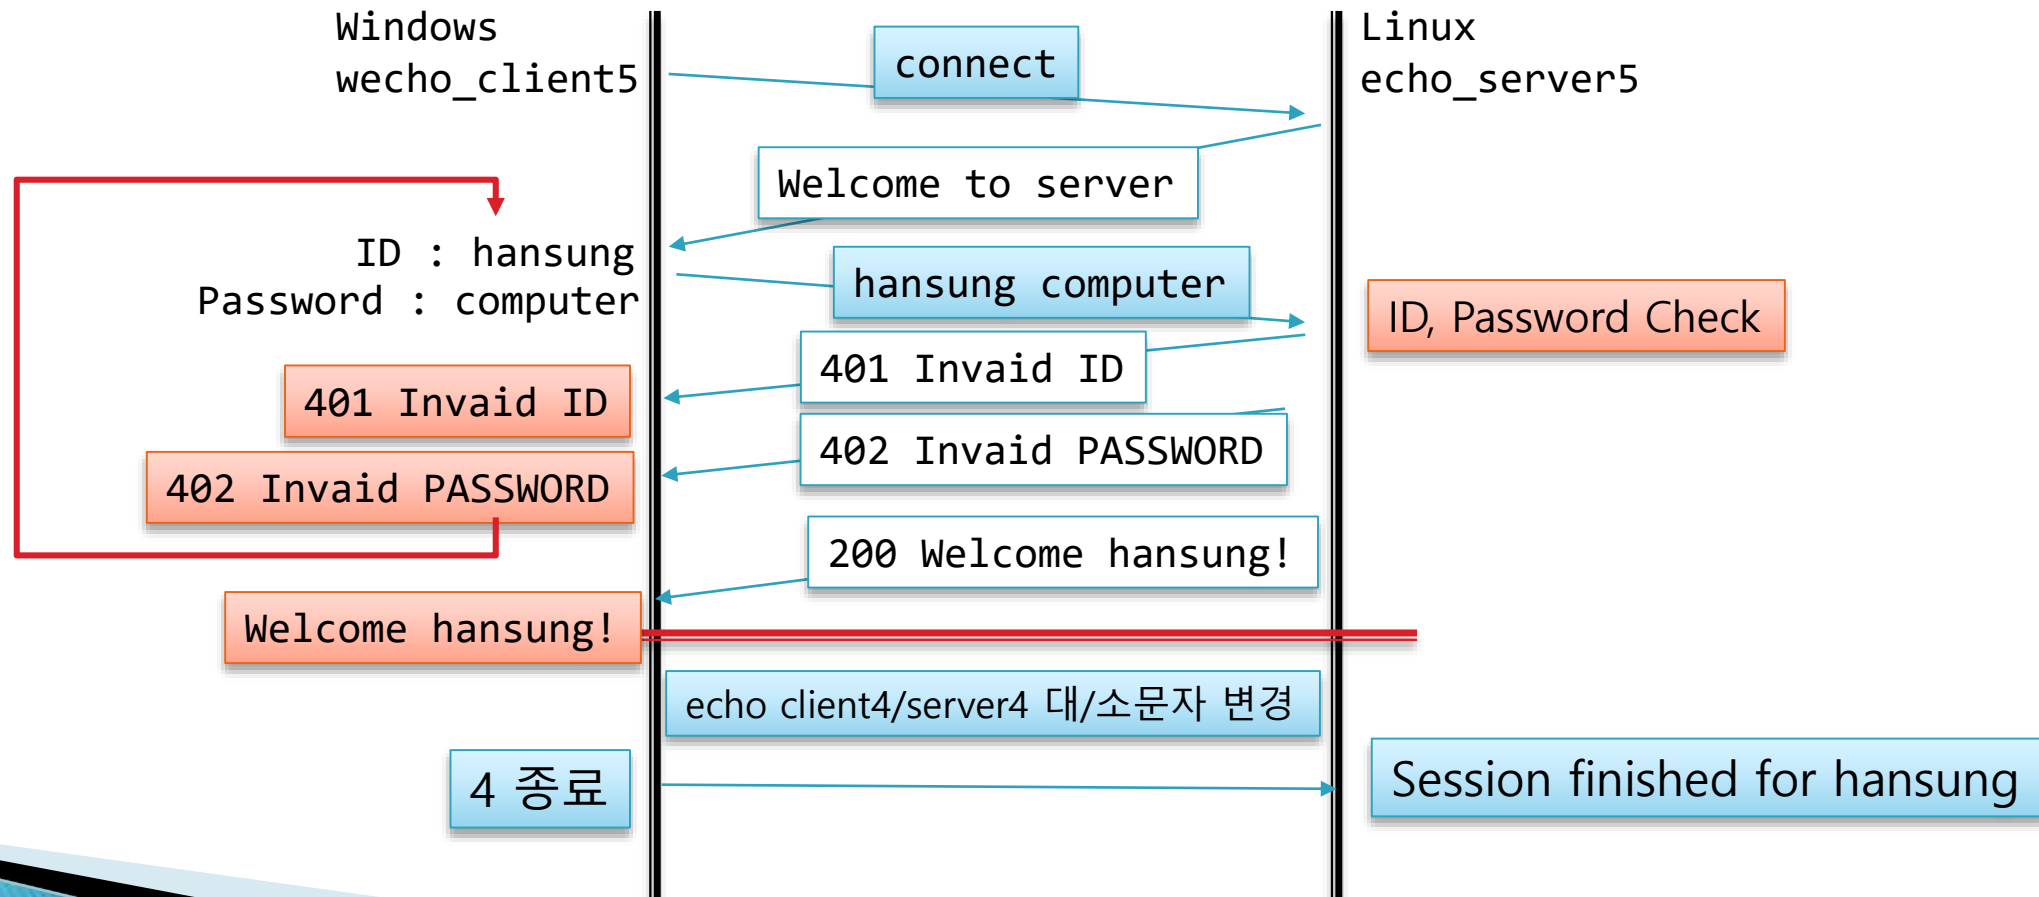 Windows
wecho_client5
connect
Linux
echo_server5
Welcome to server
ID : hansung
Password : computer
hansung computer
ID, Password Check
401 Invaid ID
401 Invaid ID
402 Invaid PASSWORD
402 Invaid PASSWORD
200 Welcome hansung!
Welcome hansung!
echo client4/server4 대/소문자 변경
4 종료
Session finished for hansung